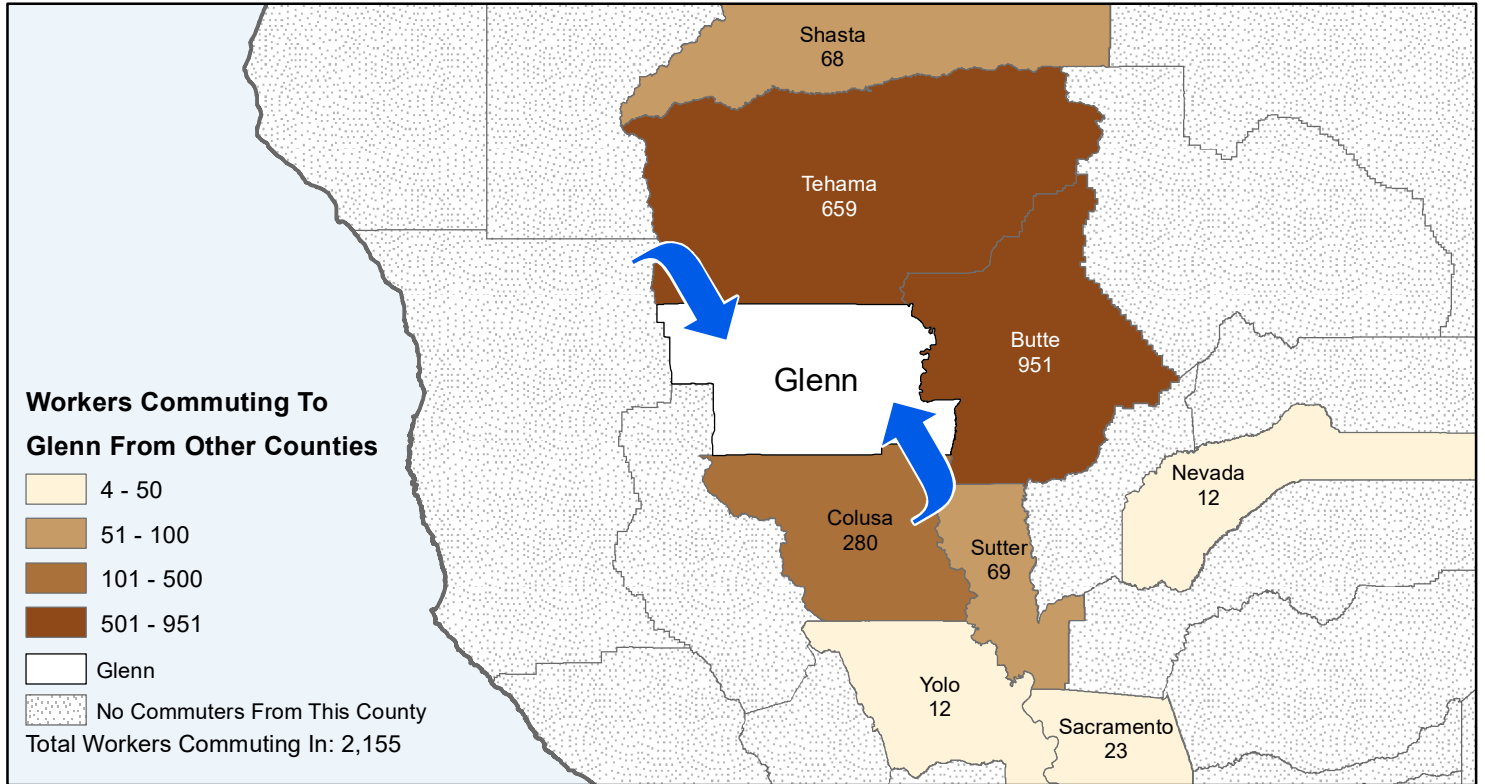 Shasta
68
Tehama
659
Butte
951
Glenn
Nevada
12
Colusa
280
Sutter
69
Yolo
12
Sacramento
23
Workers Commuting To
Glenn From Other Counties
4 - 50
51 - 100
101 - 500
501 - 951
Glenn
No Commuters From This County
Total Workers Commuting In: 2,155